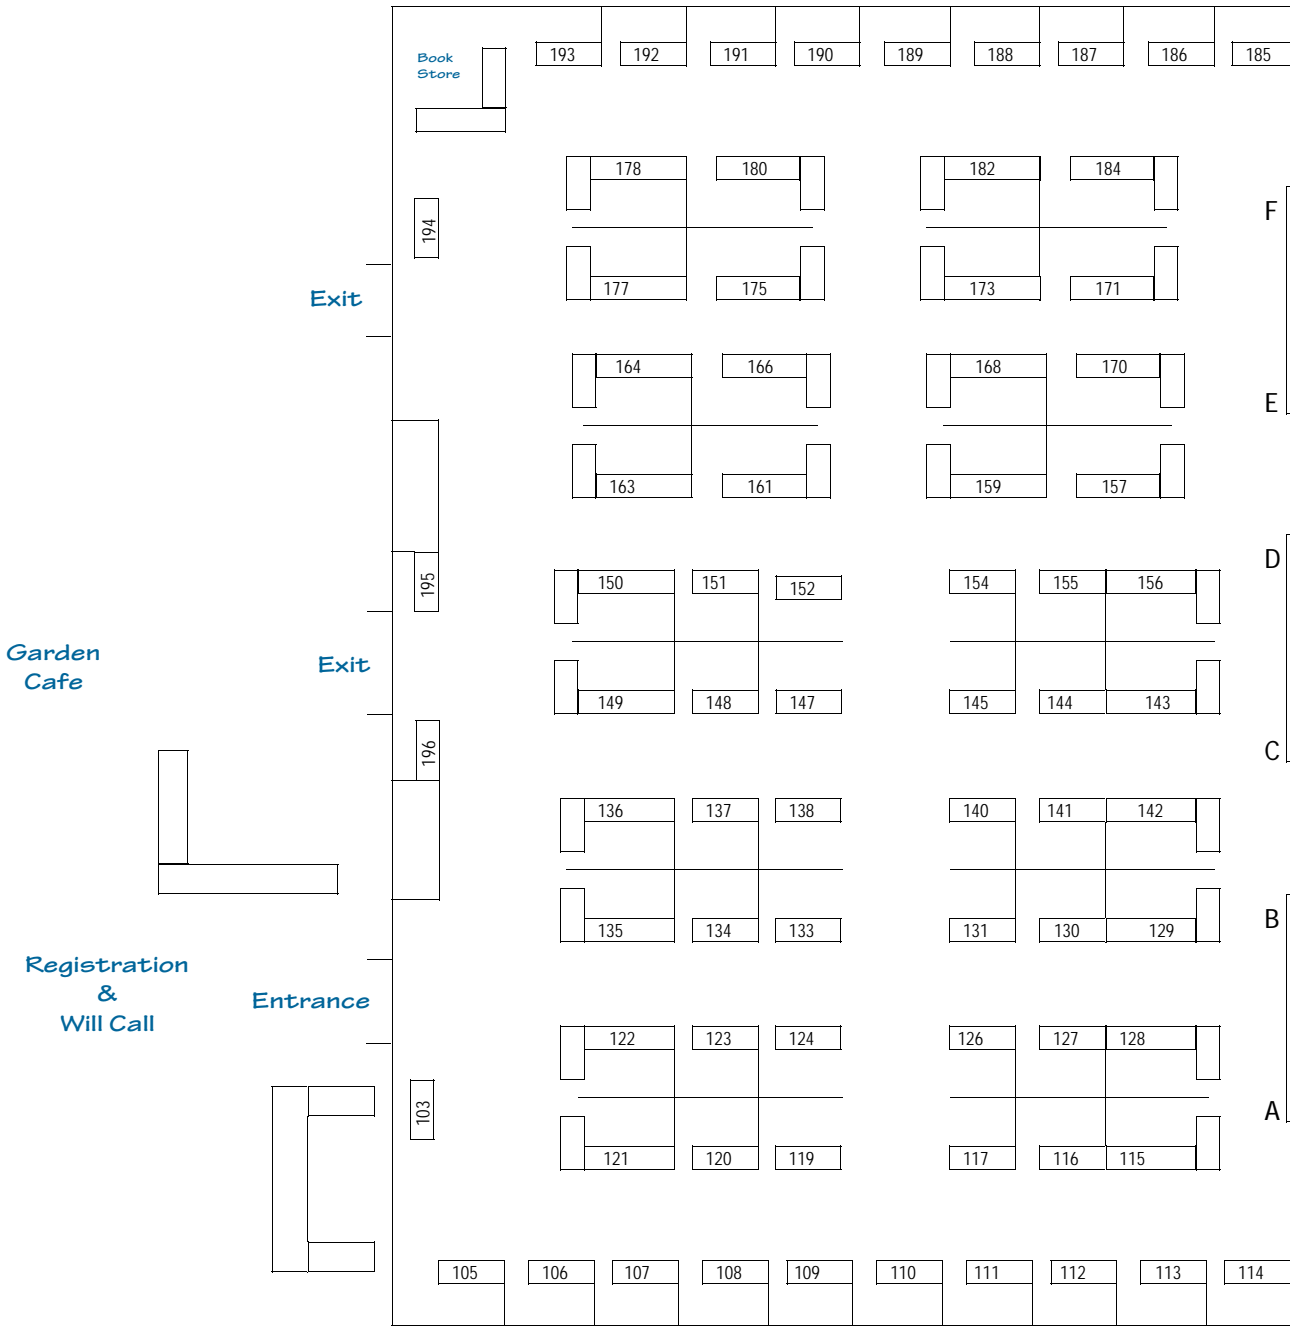 193 192 191 190 189 188 187 186 185
Book
Store
178 180 182 184
194
F
Exit
177 175 173 171
164 166 168 170
E
163 161 159 157
D
195
150 151 152 154 155 156
Garden
Cafe
Exit
149 148 147 145 144 143
196
C
136 137 138 140 141 142
B
135 134 133 131 130 129
Registration
&
Will Call
Entrance
122 123 124 126 127 128
103
A
121 120 119 117 116 115
105 106 107 108 109 110 111 112 113 114